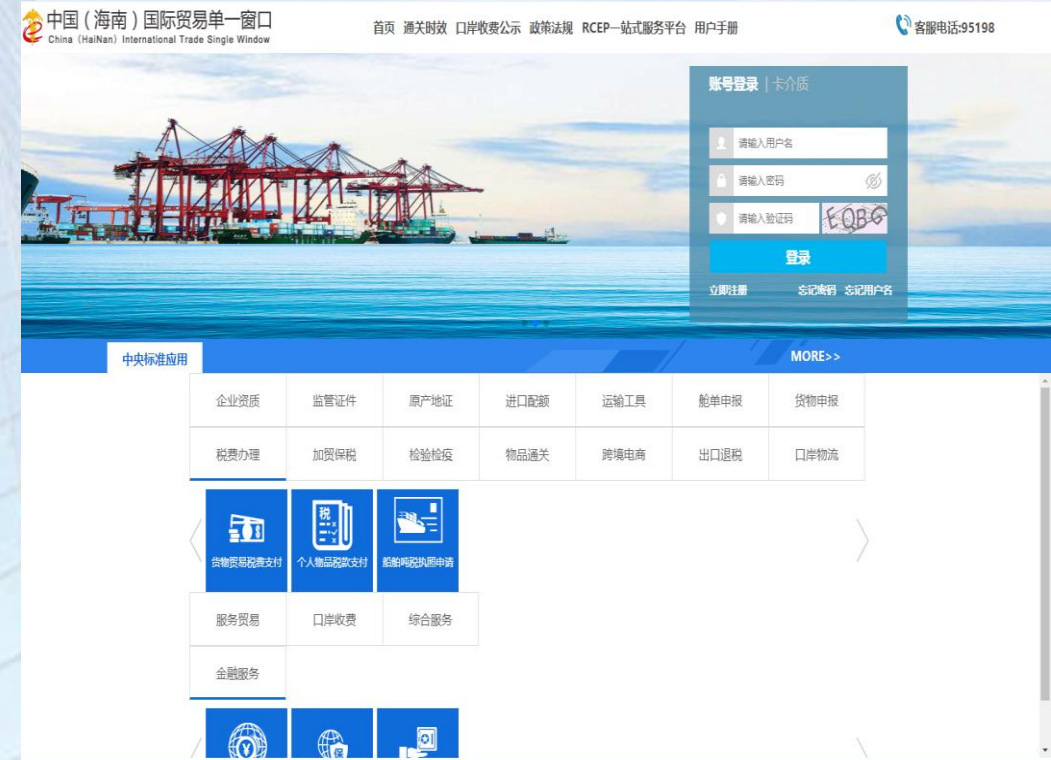 中国（海南）国际贸易单一窗口
China (HaiNan) International Trade Single Window
首页 通关时效 口岸收费公示 政策法规 RCEP一站式服务平台 用户手册
客服电话:95198
账号登录 | 卡介质
请输入用户名
请输入密码
请输入验证码 EQBG
登录
立即注册 忘记密码 忘记用户名
中央标准应用 MORE>>
企业资质 监管证件 原产地证 进口配额 运输工具 舱单申报 货物申报
税费办理 加贸保税 检验检疫 物品通关 跨境电商 出口退税 口岸物流
税
货物贸易税费支付 个人物品税款支付 船舶吨税执照申请
服务贸易 口岸收费 综合服务
金融服务
¥ 保